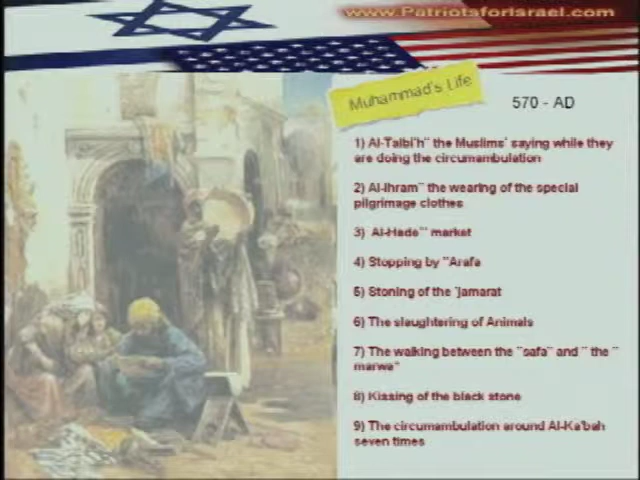 www.PatriotsforIsrael.com
Muhammad's Life
570 - AD
1) Al-Talbi'h" the Muslims' saying while they
are doing the circumambulation
2) Al-Ihram" the wearing of the special
pilgrimage clothes
3) Al-Hade"' market
4) Stopping by "Arafa
5) Stoning of the 'jamarat
6) The slaughtering of Animals
7) The walking between the "safa" and " the "
marwa"
8) Kissing of the black stone
9) The circumambulation around Al-Ka'bah
seven times